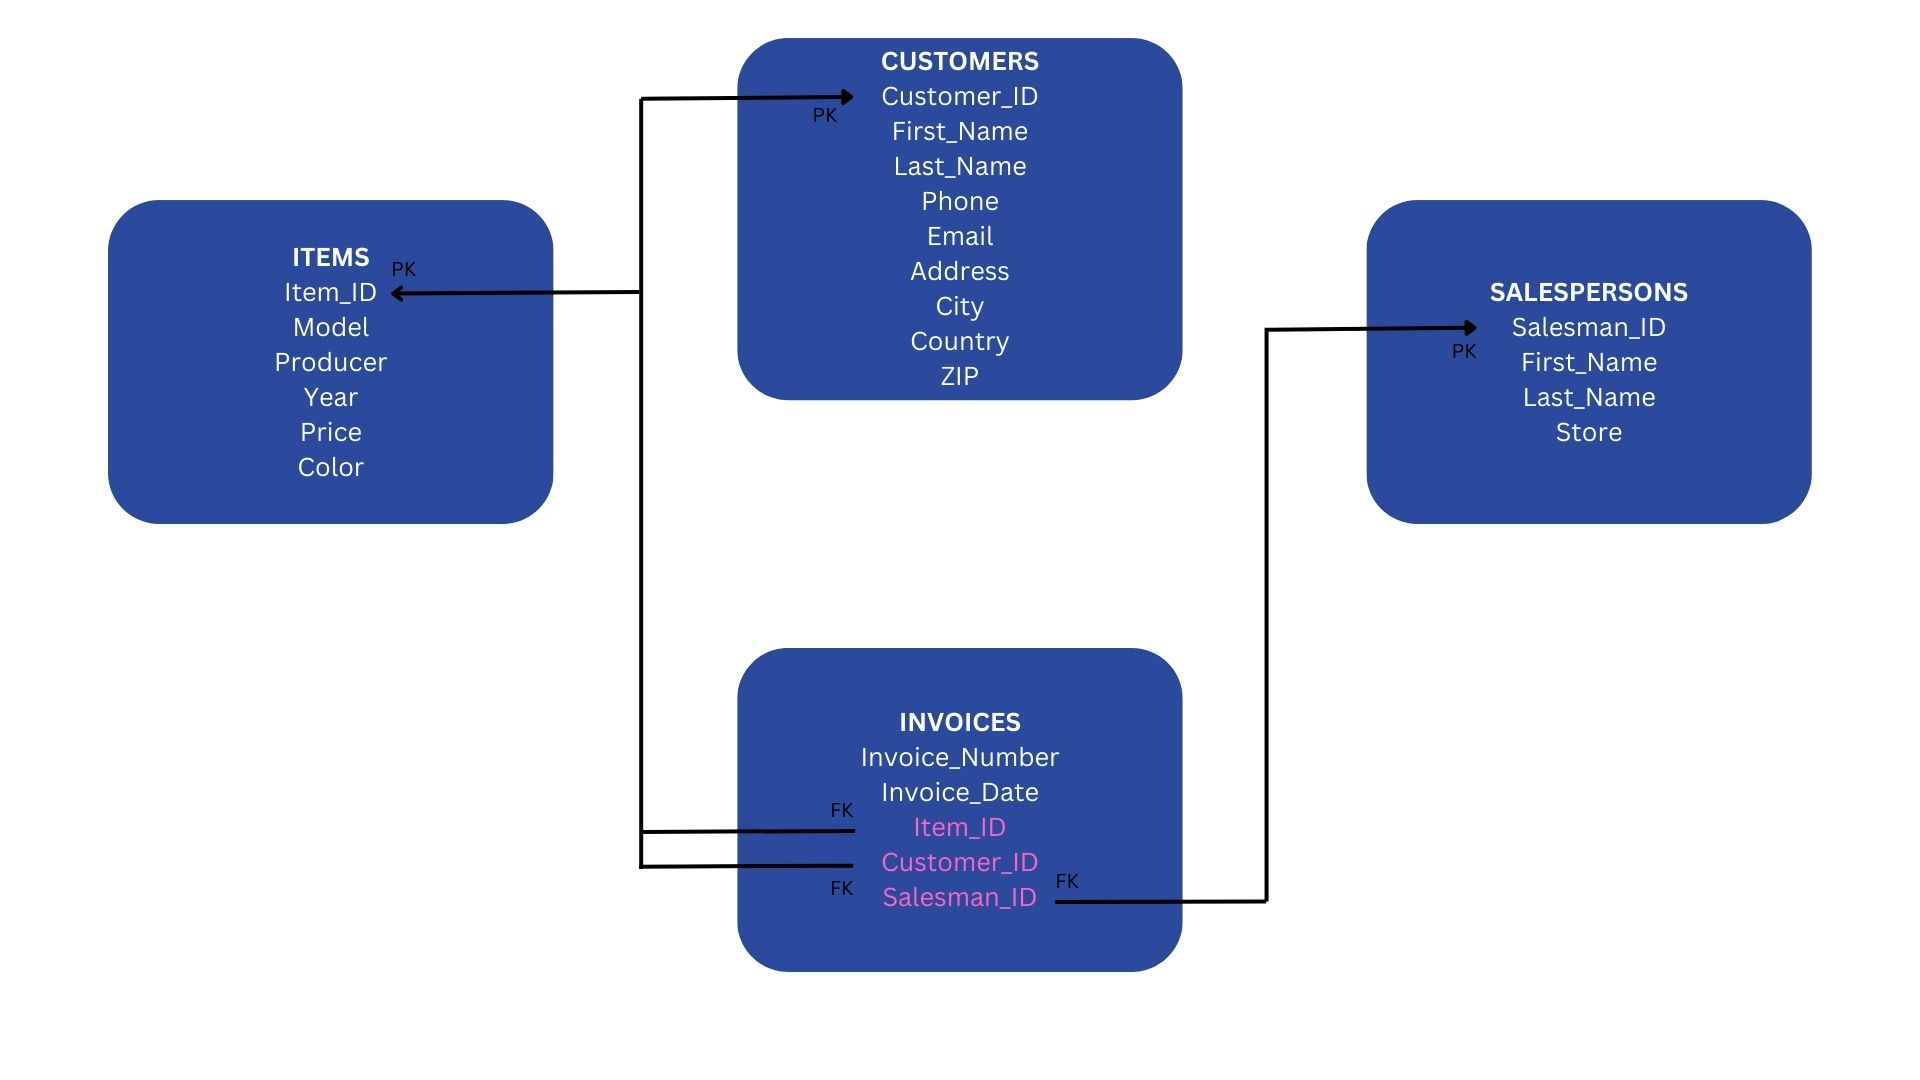 CUSTOMERS
Customer_ID
PK
First_Name
Last_Name
Phone
Email
Address
City
Country
ZIP
ITEMS
PK
Item_ID
Model
Producer
Year
Price
Color
SALESPERSONS
Salesman_ID
PK
First_Name
Last_Name
Store
INVOICES
Invoice_Number
Invoice_Date
FK
Item_ID
Customer_ID
FK
FK
Salesman_ID